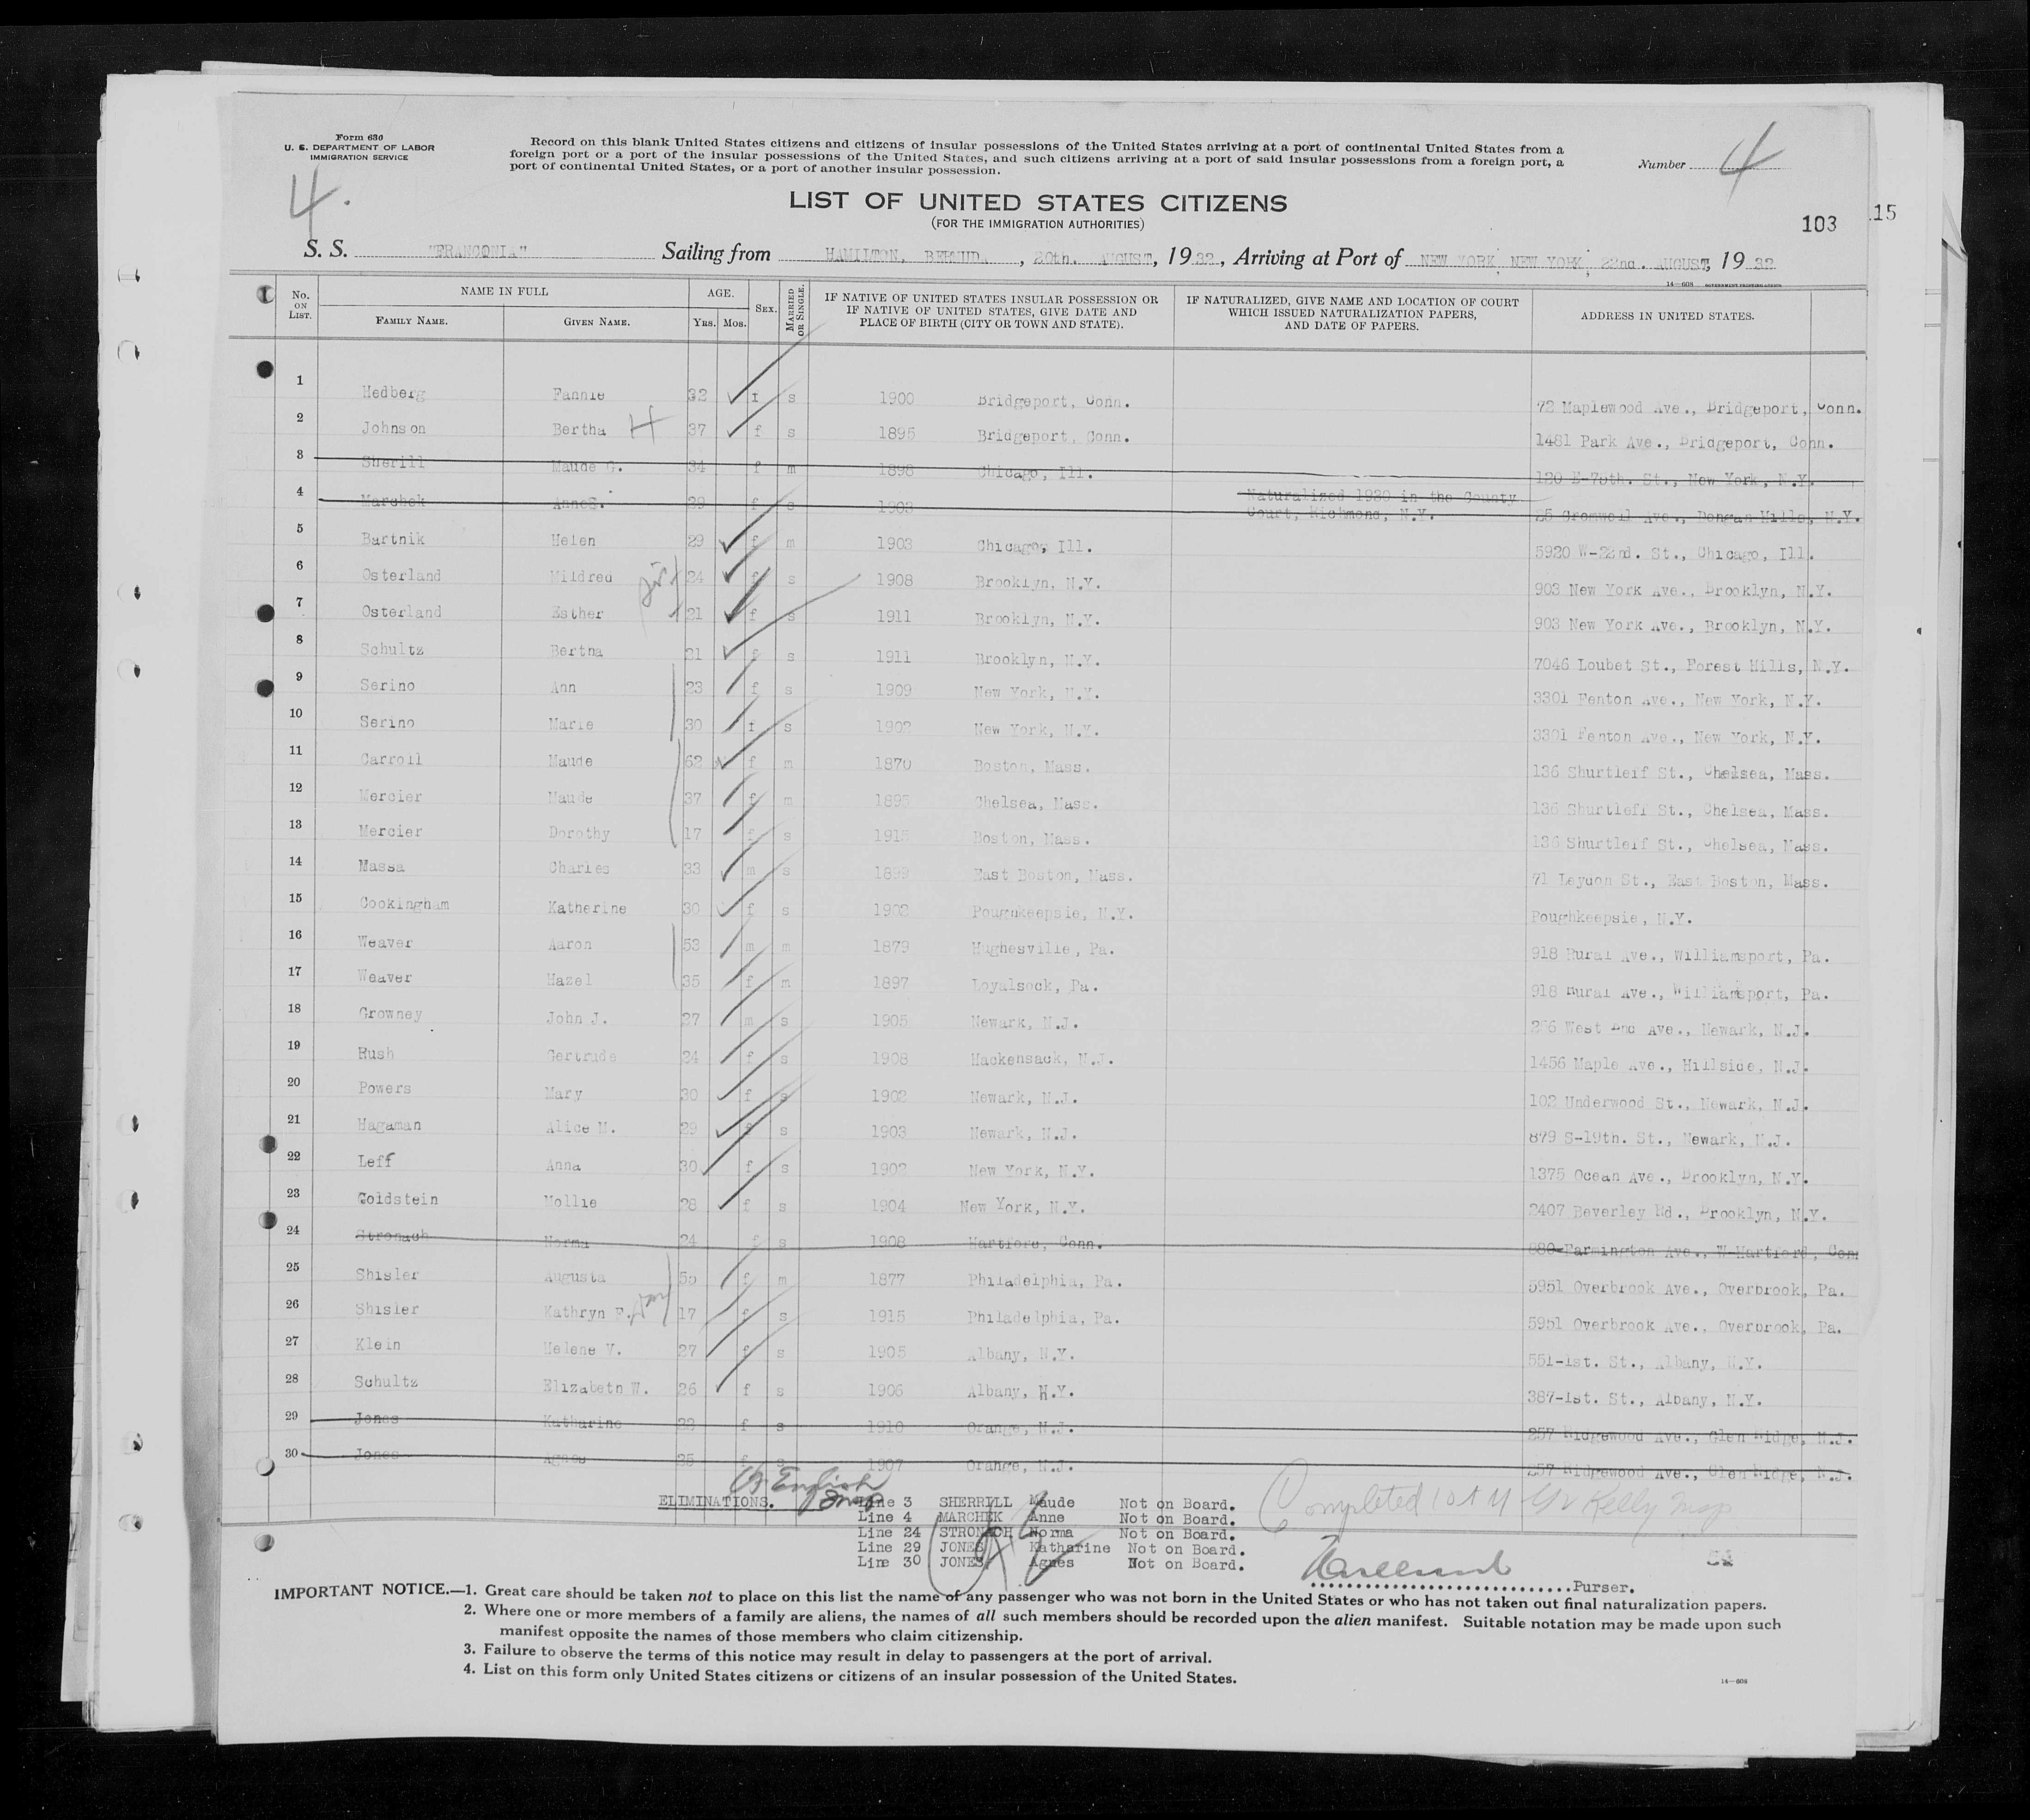 Form 630
U. S. DEPARTMENT OF LABOR
IMMIGRATION SERVICE
4.
Record on this blank United States citizens and citizens of insular possessions of the United States arriving at a port of continental United States from a
foreign port or a port of the insular possessions of the United States, and such citizens arriving at a port of said insular possessions from a foreign port, a
port of continental United States, or a port of another insular possession.
Number 4
LIST OF UNITED STATES CITIZENS
(FOR THE IMMIGRATION AUTHORITIES)
103
15
S. S. "FRANCONIA" Sailing from HAMILTON, BERMUDA, 20th. AUGUST, 1932, Arriving at Port of NEW YORK, NEW YORK, 22nd. AUGUST, 1932
14—608 GOVERNMENT PRINTING OFFICE
No. ON LIST. NAME IN FULL FAMILY NAME. GIVEN NAME. AGE. YRS. MOS. SEX. MARRIED OR SINGLE. IF NATIVE OF UNITED STATES INSULAR POSSESSION OR IF NATIVE OF UNITED STATES, GIVE DATE AND PLACE OF BIRTH (CITY OR TOWN AND STATE). IF NATURALIZED, GIVE NAME AND LOCATION OF COURT WHICH ISSUED NATURALIZATION PAPERS, AND DATE OF PAPERS. ADDRESS IN UNITED STATES.
1 Hedberg Fannie 32 f s 1900 Bridgeport, Conn. 72 Maplewood Ave., Bridgeport, Conn.
2 Johnson Bertha H 37 f s 1895 Bridgeport, Conn. 1481 Park Ave., Bridgeport, Conn.
3 Sherill Maude G. 34 f m 1898 Chicago, Ill. 120 E-75th. St., New York, N.Y.
4 Marchek Anne S. 29 f s 1903 Naturalized 1930 in the County Court, Richmond, N.Y. 25 Cromwell Ave., Dongan Hills, N.Y.
5 Bartnik Helen 29 f m 1903 Chicago, Ill. 5920 W-22nd. St., Chicago, Ill.
6 Osterland Mildred 24 f s 1908 Brooklyn, N.Y. 903 New York Ave., Brooklyn, N.Y.
7 Osterland Esther 21 f s 1911 Brooklyn, N.Y. 903 New York Ave., Brooklyn, N.Y.
8 Schultz Bertha 21 f s 1911 Brooklyn, N.Y. 7046 Loubet St., Forest Hills, N.Y.
9 Serino Ann 23 f s 1909 New York, N.Y. 3301 Fenton Ave., New York, N.Y.
10 Serino Marie 30 f s 1902 New York, N.Y. 3301 Fenton Ave., New York, N.Y.
11 Carroll Maude 62 f m 1870 Boston, Mass. 136 Shurtleff St., Chelsea, Mass.
12 Mercier Maude 37 f m 1895 Chelsea, Mass. 136 Shurtleff St., Chelsea, Mass.
13 Mercier Dorothy 17 f s 1915 Boston, Mass. 136 Shurtleff St., Chelsea, Mass.
14 Massa Charles 33 m s 1899 East Boston, Mass. 71 Leydon St., East Boston, Mass.
15 Cookingham Katherine 30 f s 1902 Poughkeepsie, N.Y. Poughkeepsie, N.Y.
16 Weaver Aaron 53 m m 1879 Hughesville, Pa. 918 Rural Ave., Williamsport, Pa.
17 Weaver Hazel 35 f m 1897 Loyalsock, Pa. 918 Rural Ave., Williamsport, Pa.
18 Growney John J. 27 m s 1905 Newark, N.J. 256 West End Ave., Newark, N.J.
19 Rush Gertrude 24 f s 1908 Hackensack, N.J. 1456 Maple Ave., Hillside, N.J.
20 Powers Mary 30 f s 1902 Newark, N.J. 102 Underwood St., Newark, N.J.
21 Hagaman Alice M. 29 f s 1903 Newark, N.J. 879 S-19th. St., Newark, N.J.
22 Leff Anna 30 f s 1902 New York, N.Y. 1375 Ocean Ave., Brooklyn, N.Y.
23 Goldstein Mollie 28 f s 1904 New York, N.Y. 2407 Beverley Rd., Brooklyn, N.Y.
24 Stronach Norma 24 f s 1908 Hartford, Conn. 880 Farmington Ave., W-Hartford, Conn
25 Shisler Augusta 55 f m 1877 Philadelphia, Pa. 5951 Overbrook Ave., Overbrook, Pa.
26 Shisler Kathryn F. 17 f s 1915 Philadelphia, Pa. 5951 Overbrook Ave., Overbrook, Pa.
27 Klein Helene V. 27 f s 1905 Albany, N.Y. 551-1st. St., Albany, N.Y.
28 Schultz Elizabeth W. 26 f s 1906 Albany, N.Y. 387-1st. St., Albany, N.Y.
29 Jones Katharine 22 f s 1910 Orange, N.J. 257 Ridgewood Ave., Glen Ridge, N.J.
30 Jones Agnes 25 f s 1907 Orange, N.J. 257 Ridgewood Ave., Glen Ridge, N.J.
English Insp
ELIMINATIONS. Line 3 SHERRILL Maude Not on Board.
Line 4 MARCHEK Anne Not on Board.
Line 24 STRONACH Norma Not on Board.
Line 29 JONES Katharine Not on Board.
Line 30 JONES Agnes Not on Board.
Completed Kelly Insp
Purser.
IMPORTANT NOTICE.—1. Great care should be taken not to place on this list the name of any passenger who was not born in the United States or who has not taken out final naturalization papers.
2. Where one or more members of a family are aliens, the names of all such members should be recorded upon the alien manifest. Suitable notation may be made upon such
manifest opposite the names of those members who claim citizenship.
3. Failure to observe the terms of this notice may result in delay to passengers at the port of arrival.
4. List on this form only United States citizens or citizens of an insular possession of the United States.
14—608